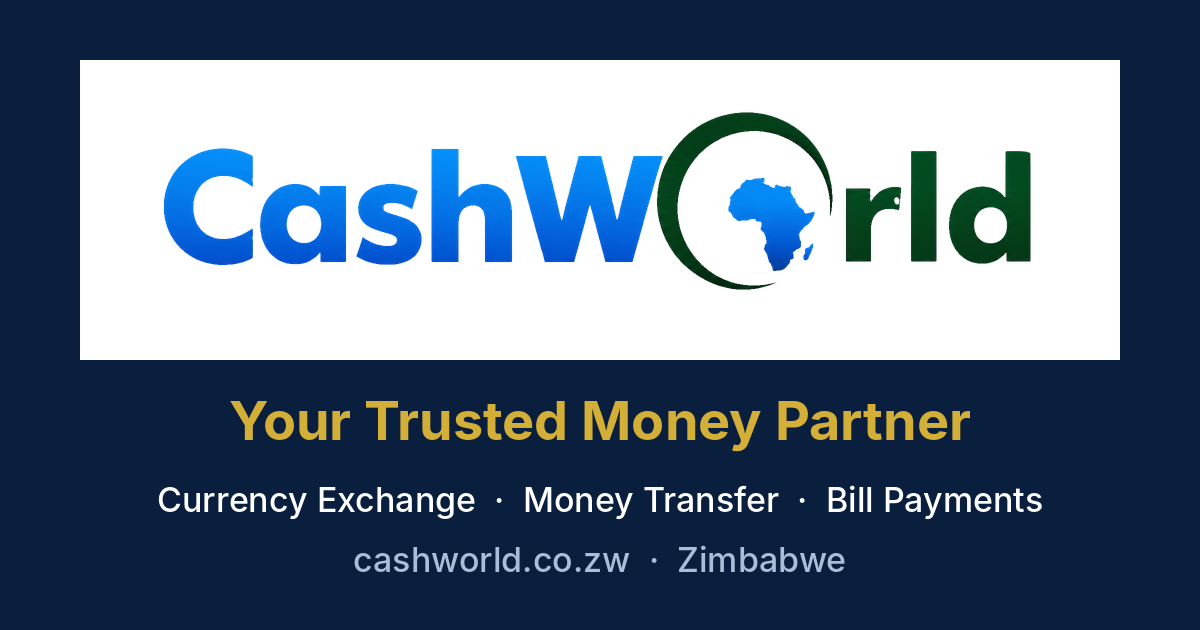 CashWorld
Your Trusted Money Partner
Currency Exchange · Money Transfer · Bill Payments
cashworld.co.zw · Zimbabwe